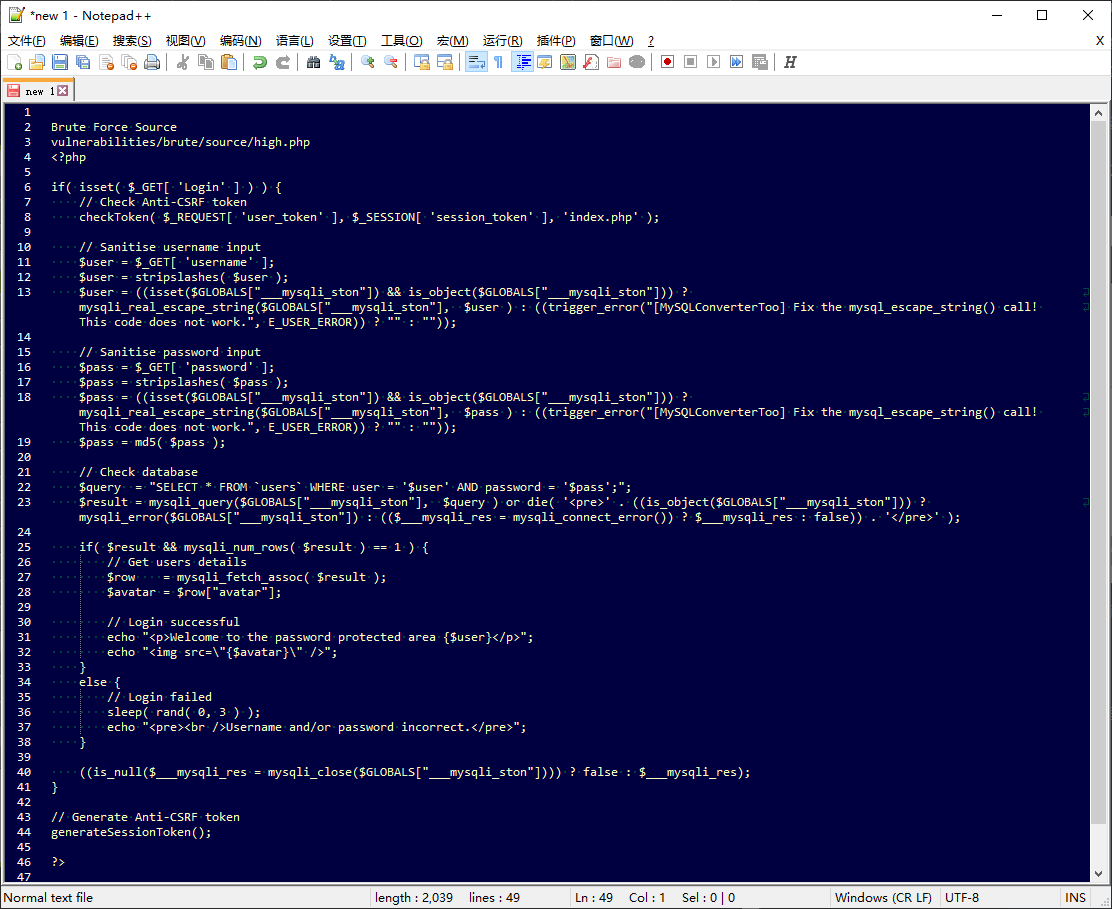 *new 1 - Notepad++
文件(F) 编辑(E) 搜索(S) 视图(V) 编码(N) 语言(L) 设置(T) 工具(O) 宏(M) 运行(R) 插件(P) 窗口(W) ? X
new 1
1
2 Brute Force Source
3 vulnerabilities/brute/source/high.php
4 <?php
5
6 if( isset( $_GET[ 'Login' ] ) ) {
7     // Check Anti-CSRF token
8     checkToken( $_REQUEST[ 'user_token' ], $_SESSION[ 'session_token' ], 'index.php' );
9
10     // Sanitise username input
11     $user = $_GET[ 'username' ];
12     $user = stripslashes( $user );
13     $user = ((isset($GLOBALS["___mysqli_ston"]) && is_object($GLOBALS["___mysqli_ston"])) ?
mysqli_real_escape_string($GLOBALS["___mysqli_ston"],  $user ) : ((trigger_error("[MySQLConverterToo] Fix the mysql_escape_string() call!
This code does not work.", E_USER_ERROR)) ? "" : ""));
14
15     // Sanitise password input
16     $pass = $_GET[ 'password' ];
17     $pass = stripslashes( $pass );
18     $pass = ((isset($GLOBALS["___mysqli_ston"]) && is_object($GLOBALS["___mysqli_ston"])) ?
mysqli_real_escape_string($GLOBALS["___mysqli_ston"],  $pass ) : ((trigger_error("[MySQLConverterToo] Fix the mysql_escape_string() call!
This code does not work.", E_USER_ERROR)) ? "" : ""));
19     $pass = md5( $pass );
20
21     // Check database
22     $query  = "SELECT * FROM `users` WHERE user = '$user' AND password = '$pass';";
23     $result = mysqli_query($GLOBALS["___mysqli_ston"],  $query ) or die( '<pre>' . ((is_object($GLOBALS["___mysqli_ston"])) ?
mysqli_error($GLOBALS["___mysqli_ston"]) : (($___mysqli_res = mysqli_connect_error()) ? $___mysqli_res : false)) . '</pre>' );
24
25     if( $result && mysqli_num_rows( $result ) == 1 ) {
26         // Get users details
27         $row    = mysqli_fetch_assoc( $result );
28         $avatar = $row["avatar"];
29
30         // Login successful
31         echo "<p>Welcome to the password protected area {$user}</p>";
32         echo "<img src=\"{$avatar}\" />";
33     }
34     else {
35         // Login failed
36         sleep( rand( 0, 3 ) );
37         echo "<pre><br />Username and/or password incorrect.</pre>";
38     }
39
40     ((is_null($___mysqli_res = mysqli_close($GLOBALS["___mysqli_ston"]))) ? false : $___mysqli_res);
41 }
42
43 // Generate Anti-CSRF token
44 generateSessionToken();
45
46 ?>
47
Normal text file length : 2,039 lines : 49 Ln : 49 Col : 1 Sel : 0 | 0 Windows (CR LF) UTF-8 INS